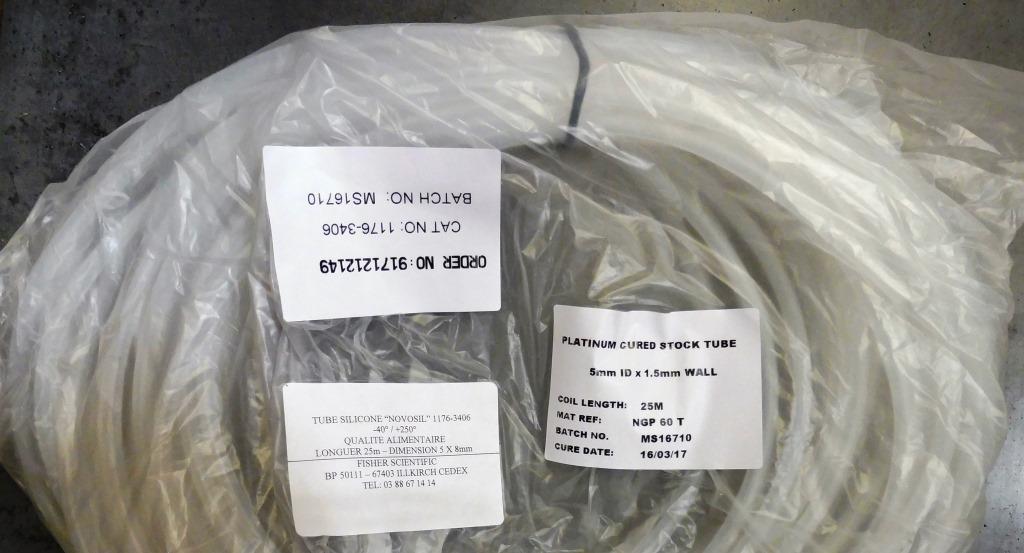 ORDER NO: 9171212149
CAT NO: 1176-3406
BATCH NO: MS16710
TUBE SILICONE "NOVOSIL" 1176-3406
-40° / +250°
QUALITE ALIMENTAIRE
LONGUER 25m – DIMENSION 5 X 8mm
FISHER SCIENTIFIC
BP 50111 – 67403 ILLKIRCH CEDEX
TEL: 03 88 67 14 14
PLATINUM CURED STOCK TUBE
5mm ID x 1.5mm WALL
COIL LENGTH: 25M
MAT REF: NGP 60 T
BATCH NO. MS16710
CURE DATE: 16/03/17